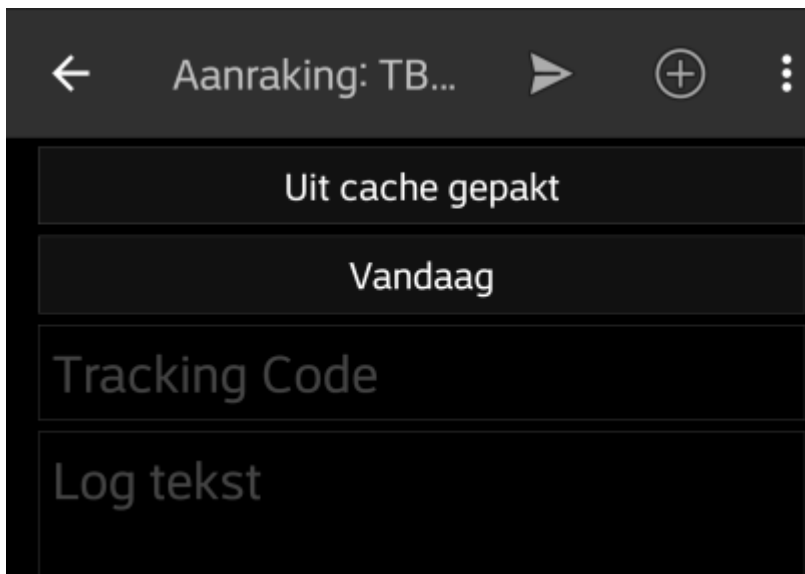 Aanraking: TB...
Uit cache gepakt
Vandaag
Tracking Code
Log tekst